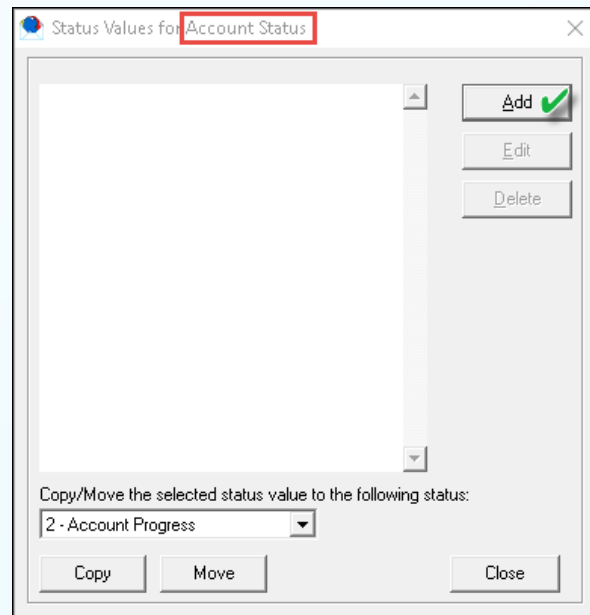 Status Values for Account Status
Add
Edit
Delete
Copy/Move the selected status value to the following status:
2 - Account Progress
Copy Move Close